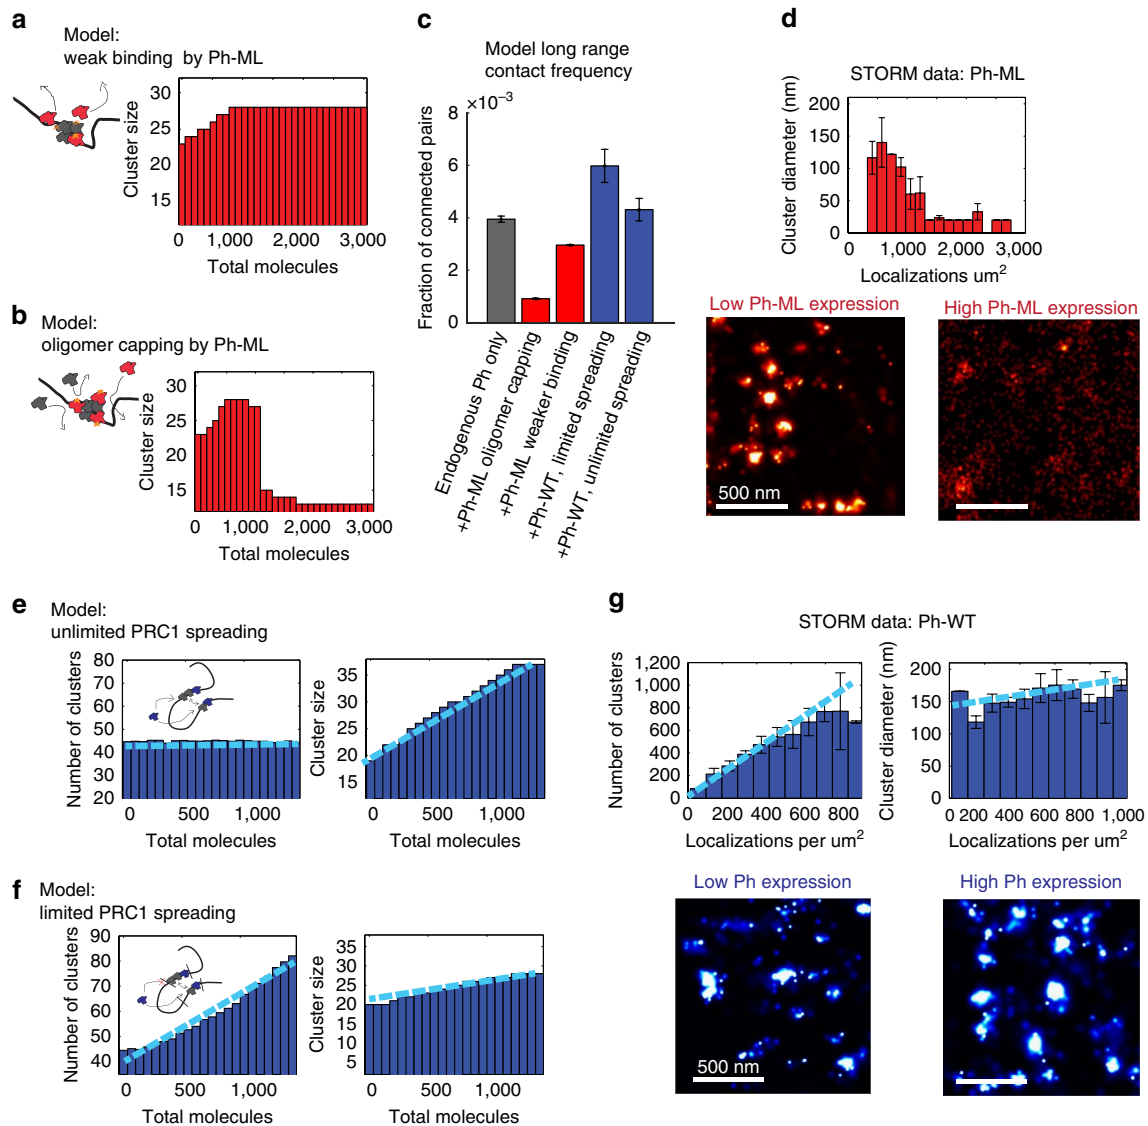 a
Model:
weak binding by Ph-ML
Cluster size
30
25
20
15
0 1,000 2,000 3,000
Total molecules
b
Model:
oligomer capping by Ph-ML
Cluster size
30
25
20
15
0 1,000 2,000 3,000
Total molecules
c
Model long range
contact frequency
×10⁻³
Fraction of connected pairs
8
6
4
2
0
Endogenous Ph only
+Ph-ML oligomer capping
+Ph-ML weaker binding
+Ph-WT, limited spreading
+Ph-WT, unlimited spreading
d
STORM data: Ph-ML
Cluster diameter (nm)
200
150
100
50
0
0 1,000 2,000 3,000
Localizations um²
Low Ph-ML expression
High Ph-ML expression
500 nm
e
Model:
unlimited PRC1 spreading
Number of clusters
80
70
60
50
40
30
20
0 500 1,000
Total molecules
Cluster size
35
30
25
20
15
0 500 1,000
Total molecules
f
Model:
limited PRC1 spreading
Number of clusters
90
80
70
60
50
40
0 500 1,000
Total molecules
Cluster size
35
30
25
20
15
10
5
0 500 1,000
Total molecules
g
STORM data: Ph-WT
Number of clusters
1,200
1,000
800
600
400
200
0
0 200 400 600 800
Localizations per um²
Cluster diameter (nm)
200
150
100
50
0
0 200 400 600 800 1,000
Localizations per um²
Low Ph expression
High Ph expression
500 nm